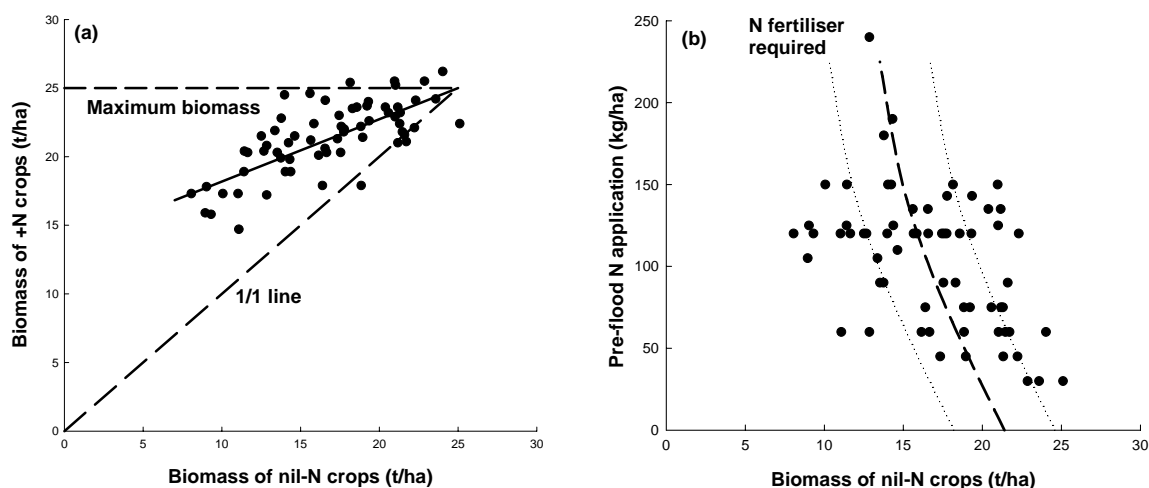 (a)
30
25
20
15
10
5
0
Biomass of +N crops (t/ha)
Maximum biomass
1/1 line
0 5 10 15 20 25 30
Biomass of nil-N crops (t/ha)
(b)
N fertiliser
required
250
200
150
100
50
0
Pre-flood N application (kg/ha)
0 5 10 15 20 25 30
Biomass of nil-N crops (t/ha)